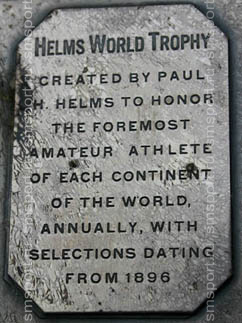 HELMS WORLD TROPHY
CREATED BY PAUL
H. HELMS TO HONOR
THE FOREMOST
AMATEUR ATHLETE
OF EACH CONTINENT
OF THE WORLD,
ANNUALLY, WITH
SELECTIONS DATING
FROM 1896